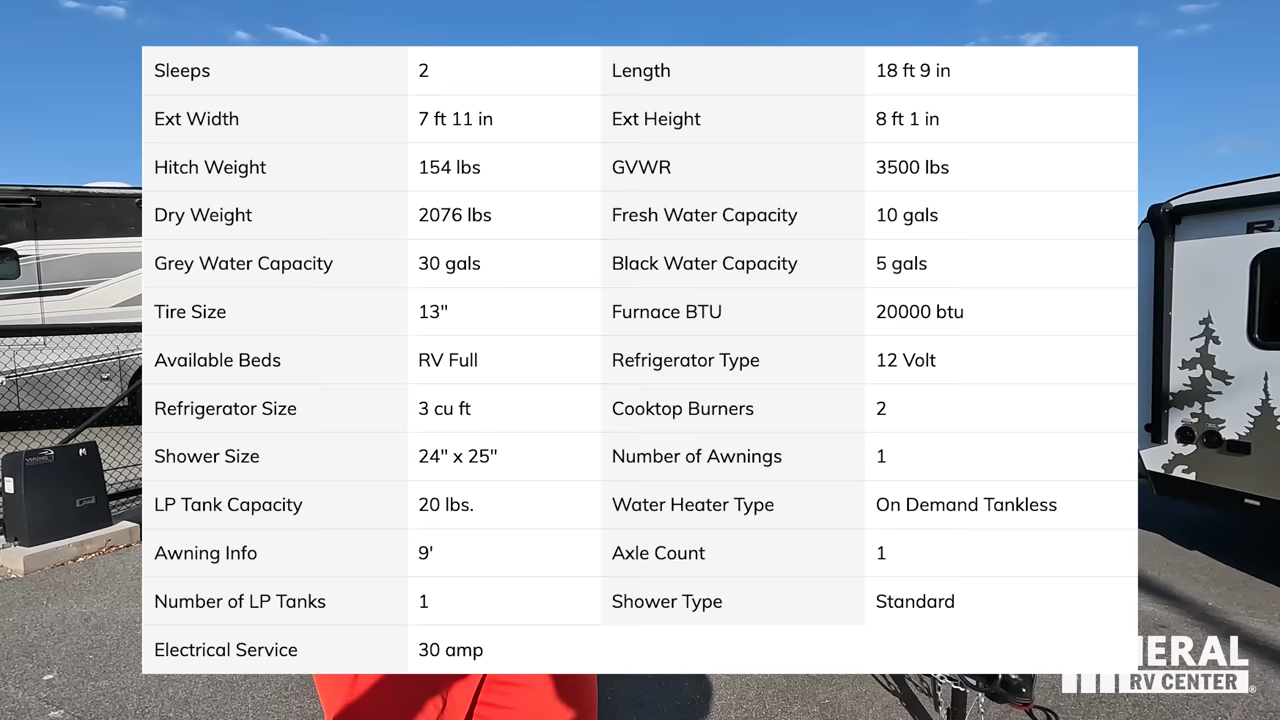 Sleeps 2 Length 18 ft 9 in
Ext Width 7 ft 11 in Ext Height 8 ft 1 in
Hitch Weight 154 lbs GVWR 3500 lbs
Dry Weight 2076 lbs Fresh Water Capacity 10 gals
Grey Water Capacity 30 gals Black Water Capacity 5 gals
Tire Size 13" Furnace BTU 20000 btu
Available Beds RV Full Refrigerator Type 12 Volt
Refrigerator Size 3 cu ft Cooktop Burners 2
Shower Size 24" x 25" Number of Awnings 1
LP Tank Capacity 20 lbs. Water Heater Type On Demand Tankless
Awning Info 9' Axle Count 1
Number of LP Tanks 1 Shower Type Standard
Electrical Service 30 amp
NERAL
RV CENTER®